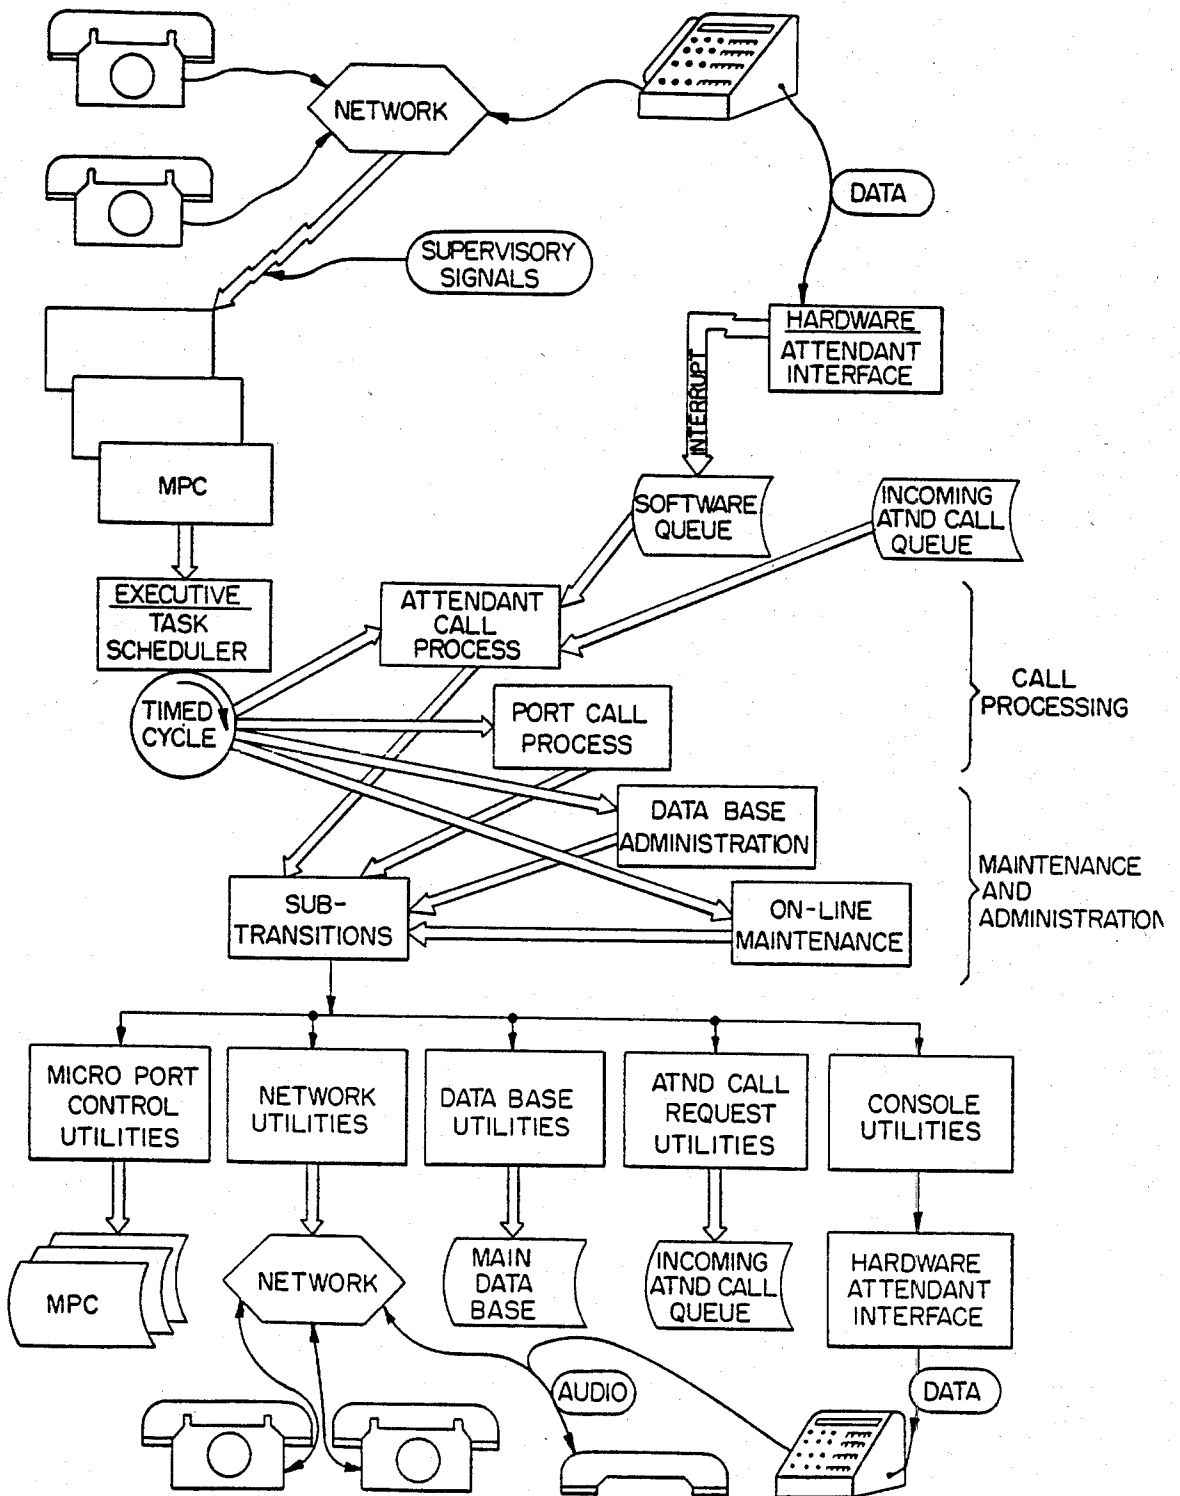 NETWORK
DATA
SUPERVISORY
SIGNALS
HARDWARE
ATTENDANT
INTERFACE
INTERRUPT
MPC
SOFTWARE
QUEUE
INCOMING
ATND CALL
QUEUE
EXECUTIVE
TASK
SCHEDULER
ATTENDANT
CALL
PROCESS
TIMED
CYCLE
PORT CALL
PROCESS
CALL
PROCESSING
DATA BASE
ADMINISTRATION
MAINTENANCE
AND
ADMINISTRATION
SUB-
TRANSITIONS
ON-LINE
MAINTENANCE
MICRO PORT
CONTROL
UTILITIES
NETWORK
UTILITIES
DATA BASE
UTILITIES
ATND CALL
REQUEST
UTILITIES
CONSOLE
UTILITIES
MPC
NETWORK
MAIN
DATA
BASE
INCOMING
ATND CALL
QUEUE
HARDWARE
ATTENDANT
INTERFACE
AUDIO
DATA